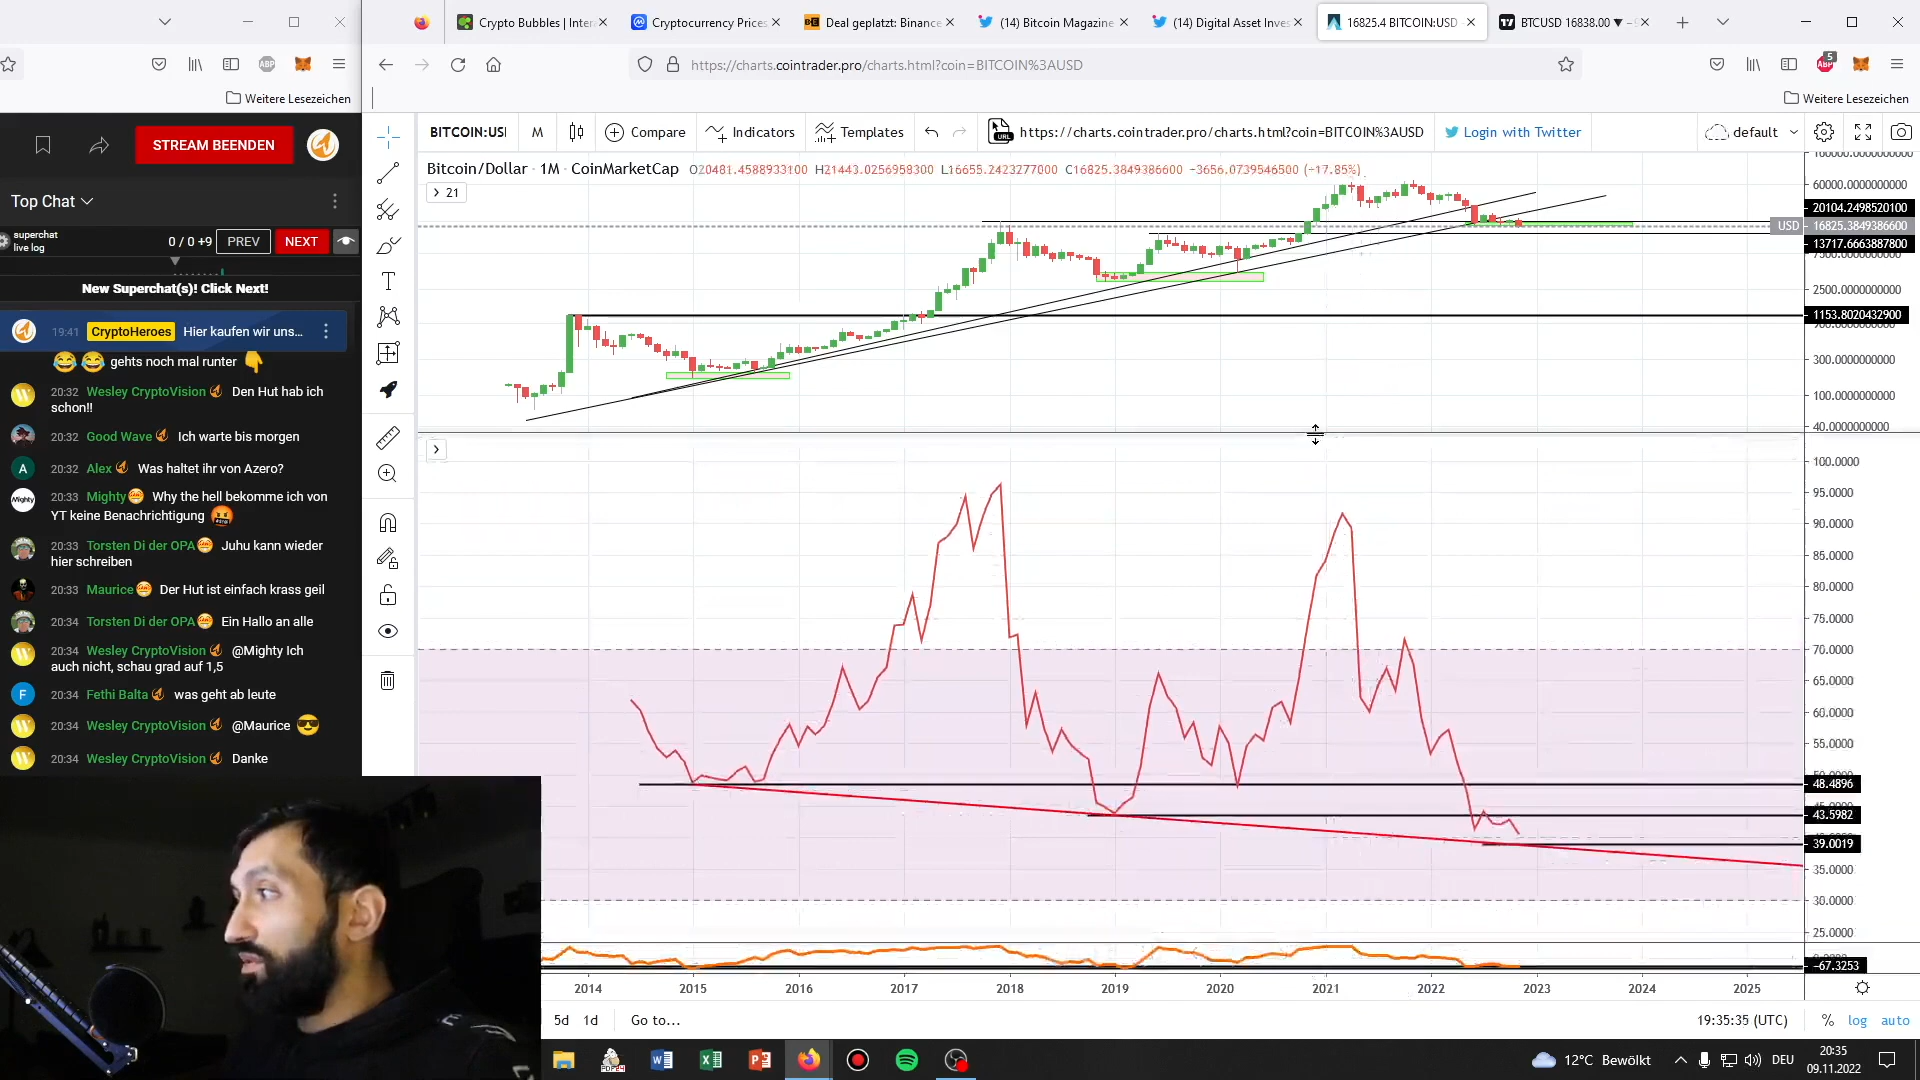 Crypto Bubbles | Inter
Cryptocurrency Prices
Deal geplatzt: Binance
(14) Bitcoin Magazine
(14) Digital Asset Inves
16825.4 BITCOIN:USD
BTCUSD 16838.00 ▼ −
https://charts.cointrader.pro/charts.html?coin=BITCOIN%3AUSD
5
Weitere Lesezeichen
Weitere Lesezeichen
STREAM BEENDEN
BITCOIN:USI
M
Compare
Indicators
Templates
URL
https://charts.cointrader.pro/charts.html?coin=BITCOIN%3AUSD
Login with Twitter
default
Bitcoin/Dollar · 1M · CoinMarketCap O20481.4588933100 H21443.0256958300 L16655.2423277000 C16825.3849386600 −3656.0739546500 (−17.85%)
21
Top Chat
superchat
live log
0 / 0 +9
PREV
NEXT
New Superchat(s)! Click Next!
19:41 CryptoHeroes Hier kaufen wir uns...
gehts noch mal runter
20:32 Wesley CryptoVision Den Hut hab ich
schon!!
20:32 Good Wave Ich warte bis morgen
20:32 Alex Was haltet ihr von Azero?
20:33 Mighty Why the hell bekomme ich von
YT keine Benachrichtigung
20:33 Torsten Di der OPA Juhu kann wieder
hier schreiben
20:33 Maurice Der Hut ist einfach krass geil
20:34 Torsten Di der OPA Ein Hallo an alle
20:34 Wesley CryptoVision @Mighty Ich
auch nicht, schau grad auf 1,5
20:34 Fethi Balta was geht ab leute
20:34 Wesley CryptoVision @Maurice
20:34 Wesley CryptoVision Danke
60000.0000000000
20104.2498520100
USD 16825.3849386600
13717.6663887800
2500.0000000000
1153.8020432900
300.0000000000
100.0000000000
40.0000000000
100.0000
95.0000
90.0000
85.0000
80.0000
75.0000
70.0000
65.0000
60.0000
55.0000
48.4896
43.5982
39.0019
35.0000
30.0000
25.0000
−67.3253
2014 2015 2016 2017 2018 2019 2020 2021 2022 2023 2024 2025
5d 1d Go to...
19:35:35 (UTC) % log auto
12°C Bewölkt
DEU
20:35
09.11.2022